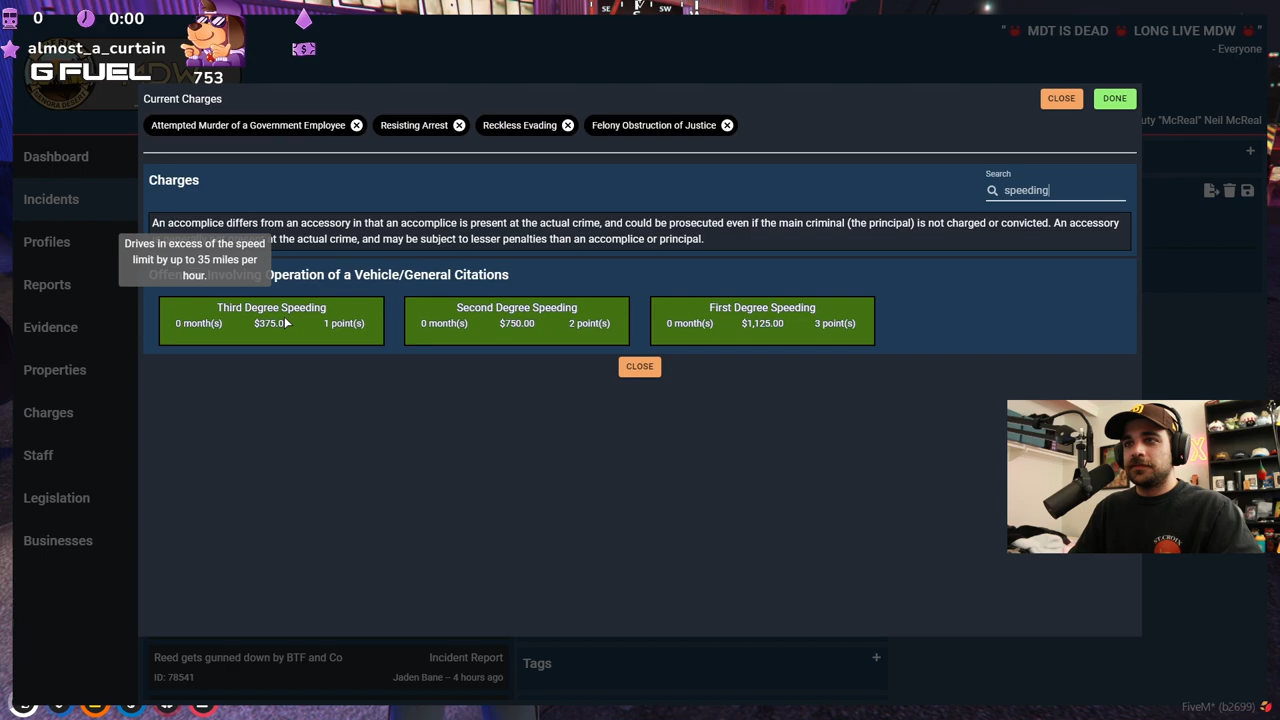 0
0:00
SE
SW
almost_a_curtain
G FUEL
753
MDW
" MDT IS DEAD LONG LIVE MDW "
- Everyone
Current Charges
CLOSE
DONE
Attempted Murder of a Government Employee
Resisting Arrest
Reckless Evading
Felony Obstruction of Justice
uty "McReal" Neil McReal
Dashboard
Incidents
Profiles
Reports
Evidence
Properties
Charges
Staff
Legislation
Businesses
Charges
Search
speeding
An accomplice differs from an accessory in that an accomplice is present at the actual crime, and could be prosecuted even if the main criminal (the principal) is not charged or convicted. An accessory
at the actual crime, and may be subject to lesser penalties than an accomplice or principal.
Drives in excess of the speed
limit by up to 35 miles per
hour.
Involving Operation of a Vehicle/General Citations
Third Degree Speeding
0 month(s) $375.0 1 point(s)
Second Degree Speeding
0 month(s) $750.00 2 point(s)
First Degree Speeding
0 month(s) $1,125.00 3 point(s)
CLOSE
ST. CROIX
Reed gets gunned down by BTF and Co
Incident Report
ID: 78541
Jaden Bane – 4 hours ago
Tags
FiveM* (b2699)